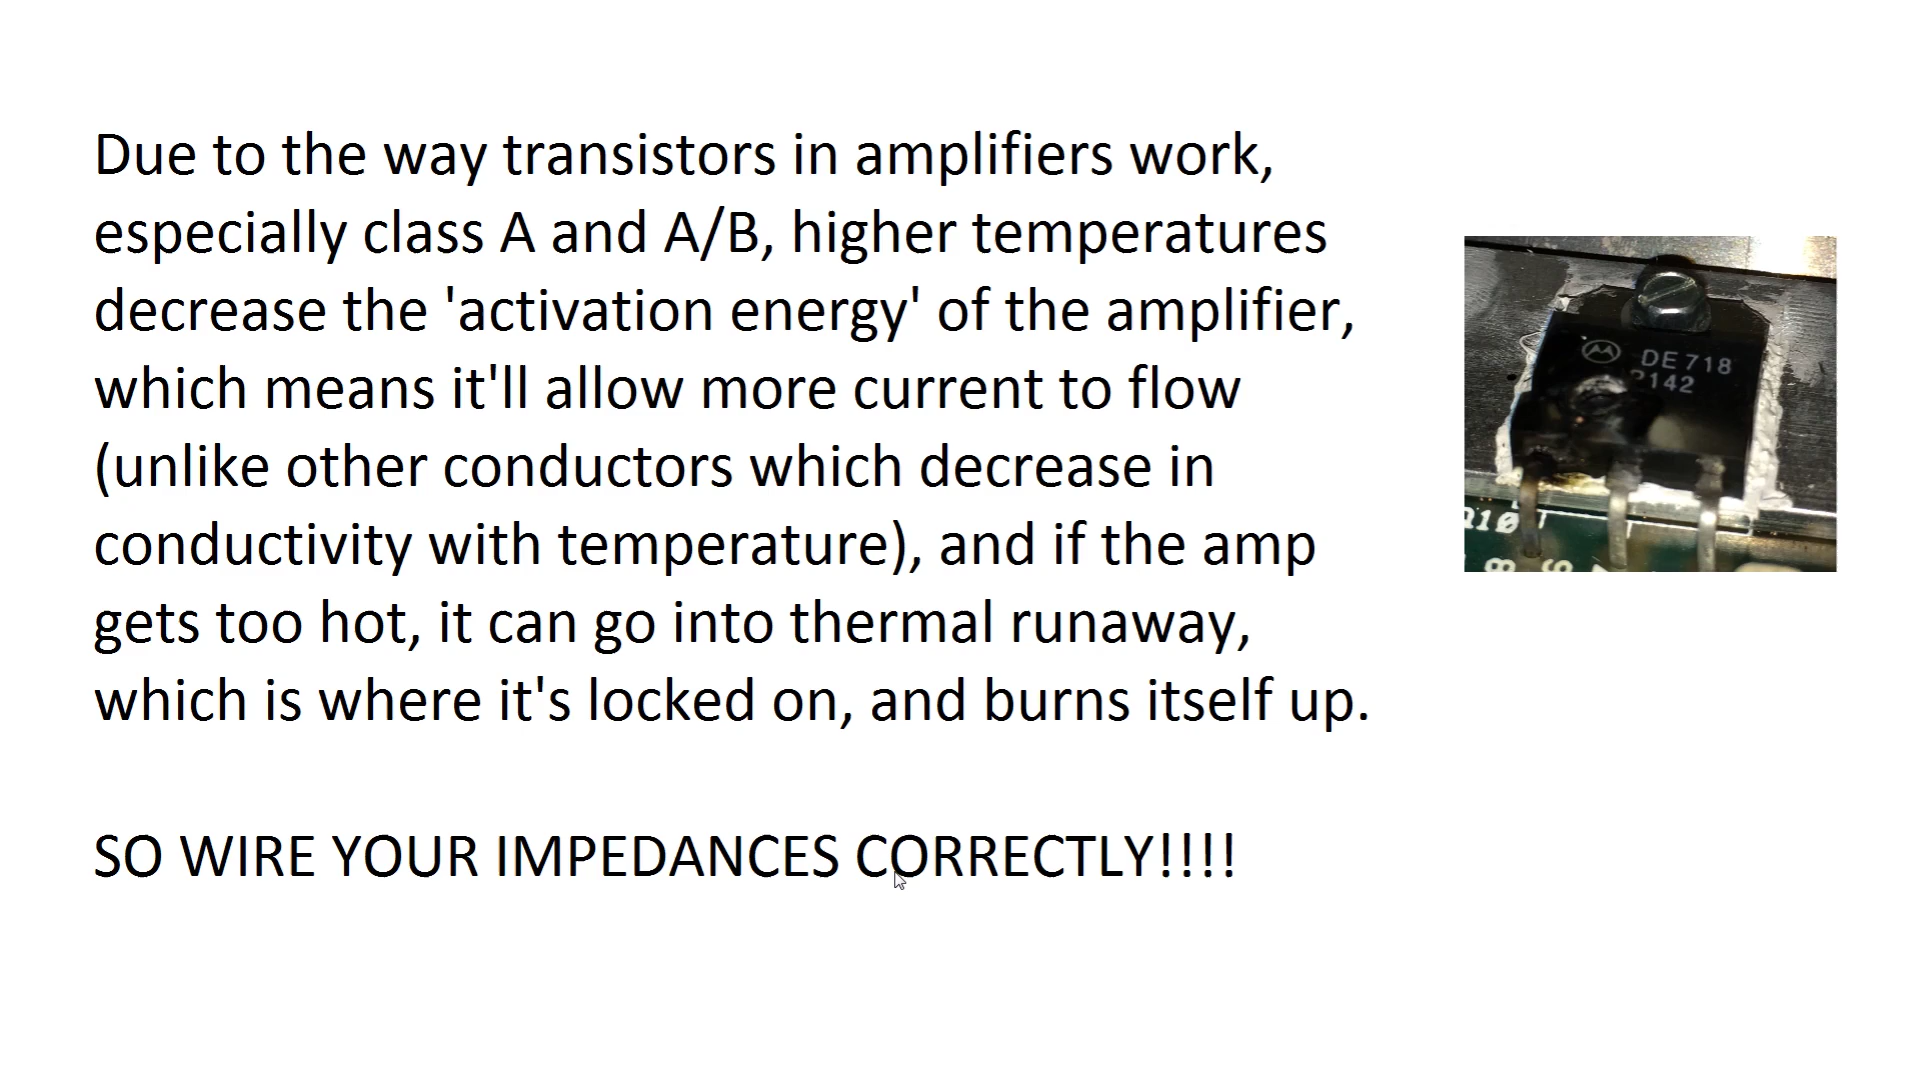 Due to the way transistors in amplifiers work,
especially class A and A/B, higher temperatures
decrease the 'activation energy' of the amplifier,
which means it'll allow more current to flow
(unlike other conductors which decrease in
conductivity with temperature), and if the amp
gets too hot, it can go into thermal runaway,
which is where it's locked on, and burns itself up.
SO WIRE YOUR IMPEDANCES CORRECTLY!!!!
DE 718